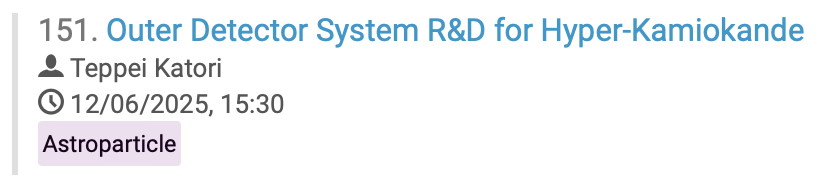 151. Outer Detector System R&D for Hyper-Kamiokande
Teppei Katori
12/06/2025, 15:30
Astroparticle